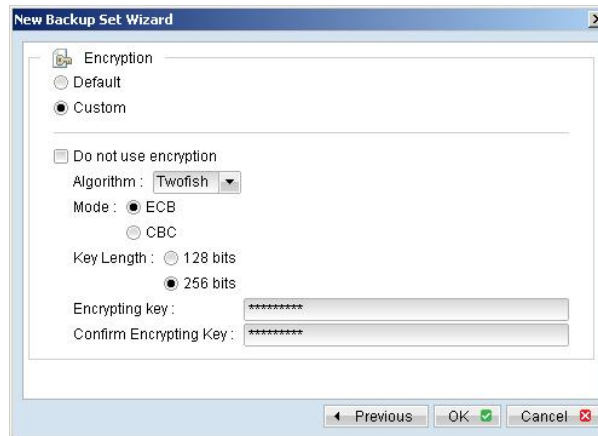 New Backup Set Wizard
Encryption
Default
Custom
Do not use encryption
Algorithm : Twofish
Mode : ECB
CBC
Key Length : 128 bits
256 bits
Encrypting key : *********
Confirm Encrypting Key : *********
Previous OK Cancel